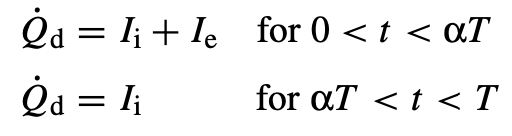 Q̇d = Ii + Ie for 0 < t < αT
Q̇d = Ii for αT < t < T